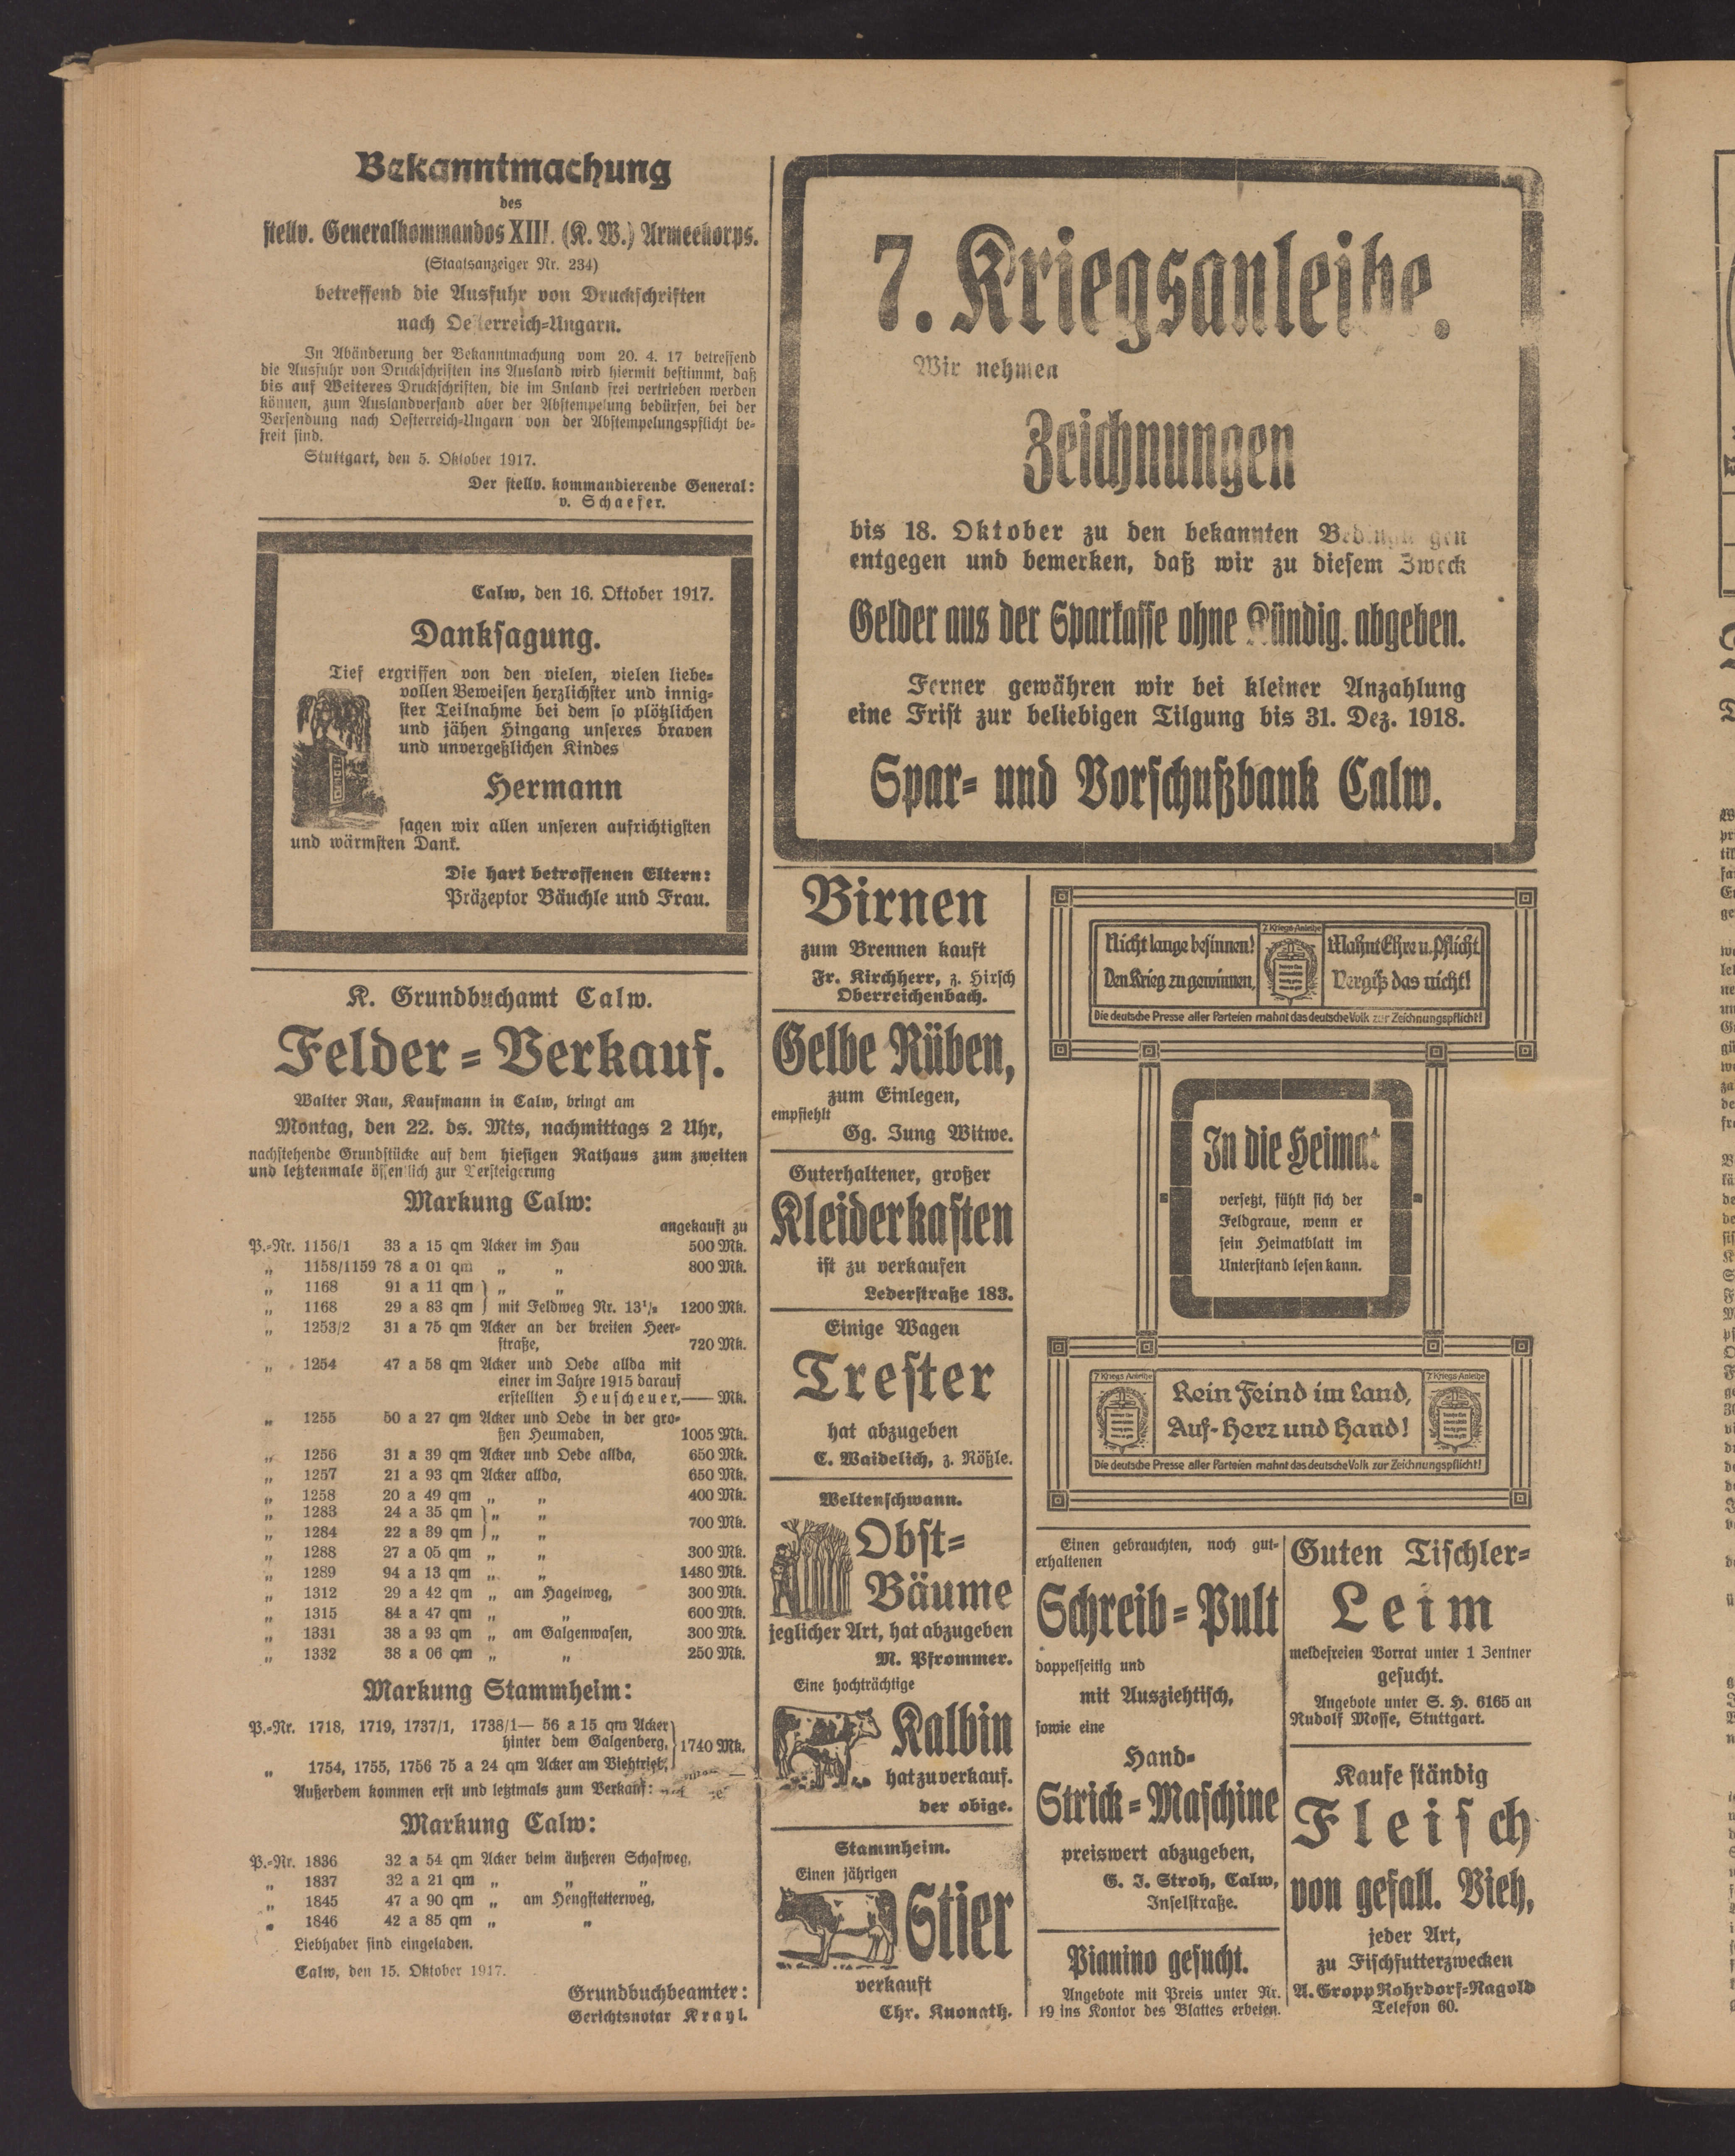 Bekanntmachung
des
stellv. Generalkommandos XIII. (K. W.) Armeekorps.
(Staatsanzeiger Nr. 234)
betreffend die Ausfuhr von Druckschriften
nach Oesterreich-Ungarn.
In Abänderung der Bekanntmachung vom 20. 4. 17 betreffend
die Ausfuhr von Druckschriften ins Ausland wird hiermit bestimmt, daß
bis auf Weiteres Druckschriften, die im Inland frei vertrieben werden
können, zum Auslandversand aber der Abstempelung bedürfen, bei der
Versendung nach Oesterreich-Ungarn von der Abstempelungspflicht be-
freit sind.
Stuttgart, den 5. Oktober 1917.
Der stellv. kommandierende General:
v. Schaefer.
Calw, den 16. Oktober 1917.
Danksagung.
Tief ergriffen von den vielen, vielen liebe-
vollen Beweisen herzlichster und innig-
ster Teilnahme bei dem so plötzlichen
und jähen Hingang unseres braven
und unvergeßlichen Kindes
Hermann
sagen wir allen unseren aufrichtigsten
und wärmsten Dank.
Die hart betroffenen Eltern:
Präzeptor Bäuchle und Frau.
K. Grundbuchamt Calw.
Felder-Verkauf.
Walter Rau, Kaufmann in Calw, bringt am
Montag, den 22. ds. Mts, nachmittags 2 Uhr,
nachstehende Grundstücke auf dem hiesigen Rathaus zum zweiten
und letztenmale öffentlich zur Versteigerung
Markung Calw:
angekauft zu
P.-Nr. 1156/1 33 a 15 qm Acker im Hau 500 Mk.
„ 1158/1159 78 a 01 qm „ „ 800 Mk.
„ 1168 91 a 11 qm „ „
„ 1168 29 a 83 qm mit Feldweg Nr. 13¹/₂ 1200 Mk.
„ 1253/2 31 a 75 qm Acker an der breiten Heer-
straße, 720 Mk.
„ 1254 47 a 58 qm Acker und Oede allda mit
einer im Jahre 1915 darauf
erstellten Heuscheuer, — Mk.
„ 1255 50 a 27 qm Acker und Oede in der gro-
ßen Heumaden, 1005 Mk.
„ 1256 31 a 39 qm Acker und Oede allda, 650 Mk.
„ 1257 21 a 93 qm Acker allda, 650 Mk.
„ 1258 20 a 49 qm „ „ 400 Mk.
„ 1283 24 a 35 qm „ „
„ 1284 22 a 39 qm „ „ 700 Mk.
„ 1288 27 a 05 qm „ „ 300 Mk.
„ 1289 94 a 13 qm „ „ 1480 Mk.
„ 1312 29 a 42 qm „ am Hagelweg, 300 Mk.
„ 1315 84 a 47 qm „ „ 600 Mk.
„ 1331 38 a 93 qm „ am Galgenwasen, 300 Mk.
„ 1332 38 a 06 qm „ „ 250 Mk.
Markung Stammheim:
P.-Nr. 1718, 1719, 1737/1, 1738/1— 56 a 15 qm Acker
hinter dem Galgenberg, 1740 Mk.
„ 1754, 1755, 1756 75 a 24 qm Acker am Viehtrieb,
Außerdem kommen erst und letztmals zum Verkauf:
Markung Calw:
P.-Nr. 1836 32 a 54 qm Acker beim äußeren Schafweg,
„ 1837 32 a 21 qm „ „ „
„ 1845 47 a 90 qm „ am Hengstetterweg,
„ 1846 42 a 85 qm „ „
Liebhaber sind eingeladen.
Calw, den 15. Oktober 1917.
Grundbuchbeamter:
Gerichtsnotar Krayl.
7. Kriegsanleihe.
Wir nehmen
Zeichnungen
bis 18. Oktober zu den bekannten Bedingungen
entgegen und bemerken, daß wir zu diesem Zweck
Gelder aus der Sparkasse ohne Kündig. abgeben.
Ferner gewähren wir bei kleiner Anzahlung
eine Frist zur beliebigen Tilgung bis 31. Dez. 1918.
Spar- und Vorschußbank Calw.
Birnen
zum Brennen kauft
Fr. Kirchherr, z. Hirsch
Oberreichenbach.
Gelbe Rüben,
zum Einlegen,
empfiehlt
Gg. Jung Witwe.
Guterhaltener, großer
Kleiderkasten
ist zu verkaufen
Lederstraße 183.
Einige Wagen
Trester
hat abzugeben
C. Waidelich, z. Rößle.
Weltenschwann.
Obst-
Bäume
jeglicher Art, hat abzugeben
M. Pfrommer.
Eine hochträchtige
Kalbin
hat zu verkauf.
der obige.
Stammheim.
Einen jährigen
Stier
verkauft
Chr. Kuonath.
Nicht lange besinnen!
Den Krieg zu gewinnen,
7 Kriegs Anleihe
Mahnt Ehre u. Pflicht
Vergiß das nicht!
Die deutsche Presse aller Parteien mahnt das deutsche Volk zur Zeichnungspflicht!
In die Heimat
versetzt, fühlt sich der
Feldgraue, wenn er
sein Heimatblatt im
Unterstand lesen kann.
7 Kriegs Anleihe
Kein Feind im Land,
Auf-Herz und Hand!
7 Kriegs Anleihe
Die deutsche Presse aller Parteien mahnt das deutsche Volk zur Zeichnungspflicht!
Einen gebrauchten, noch gut-
erhaltenen
Schreib-Pult
doppelseitig und
mit Ausziehtisch,
sowie eine
Hand-
Strick-Maschine
preiswert abzugeben,
G. J. Stroh, Calw,
Inselstraße.
Pianino gesucht.
Angebote mit Preis unter Nr.
19 ins Kontor des Blattes erbeten.
Guten Tischler-
Leim
meldefreien Vorrat unter 1 Zentner
gesucht.
Angebote unter S. H. 6165 an
Rudolf Mosse, Stuttgart.
Kaufe ständig
Fleisch
von gefall. Vieh,
jeder Art,
zu Fischfutterzwecken
A. Gropp Rohrdorf-Nagold
Telefon 60.